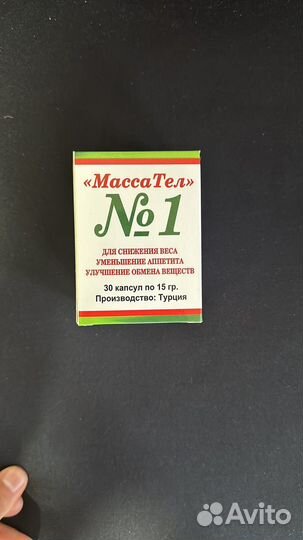 «МассаТел»
№1
ДЛЯ СНИЖЕНИЯ ВЕСА
УМЕНЬШЕНИЕ АППЕТИТА
УЛУЧШЕНИЕ ОБМЕНА ВЕЩЕСТВ
30 капсул по 15 гр.
Производство: Турция
Avito